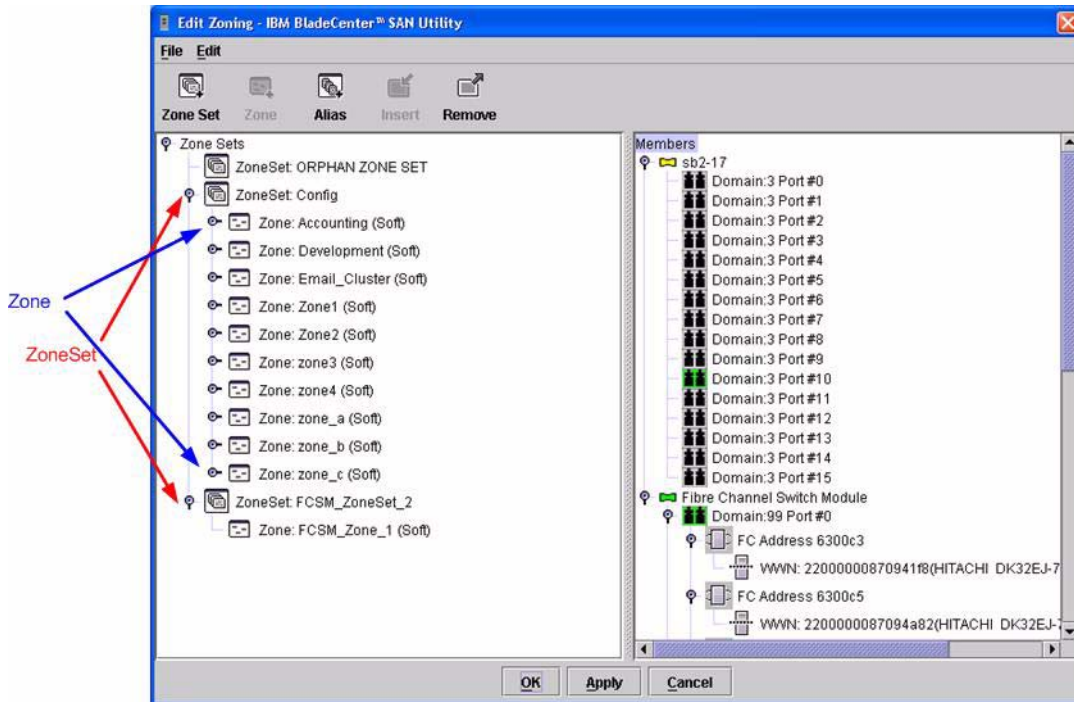 Edit Zoning - IBM BladeCenter™ SAN Utility
File Edit
Zone Set Zone Alias Insert Remove
Zone Sets
ZoneSet: ORPHAN ZONE SET
ZoneSet: Config
Zone: Accounting (Soft)
Zone: Development (Soft)
Zone: Email_Cluster (Soft)
Zone: Zone1 (Soft)
Zone: Zone2 (Soft)
Zone: zone3 (Soft)
Zone: zone4 (Soft)
Zone: zone_a (Soft)
Zone: zone_b (Soft)
Zone: zone_c (Soft)
ZoneSet: FCSM_ZoneSet_2
Zone: FCSM_Zone_1 (Soft)
Zone
ZoneSet
Members
sb2-17
Domain:3 Port#0
Domain:3 Port#1
Domain:3 Port#2
Domain:3 Port#3
Domain:3 Port#4
Domain:3 Port#5
Domain:3 Port#6
Domain:3 Port#7
Domain:3 Port#8
Domain:3 Port#9
Domain:3 Port#10
Domain:3 Port#11
Domain:3 Port#12
Domain:3 Port#13
Domain:3 Port#14
Domain:3 Port#15
Fibre Channel Switch Module
Domain:99 Port#0
FC Address 6300c3
WWN: 22000000870941f8(HITACHI DK32EJ-7
FC Address 6300c5
WWN: 2200000087094a82(HITACHI DK32EJ-7
OK Apply Cancel